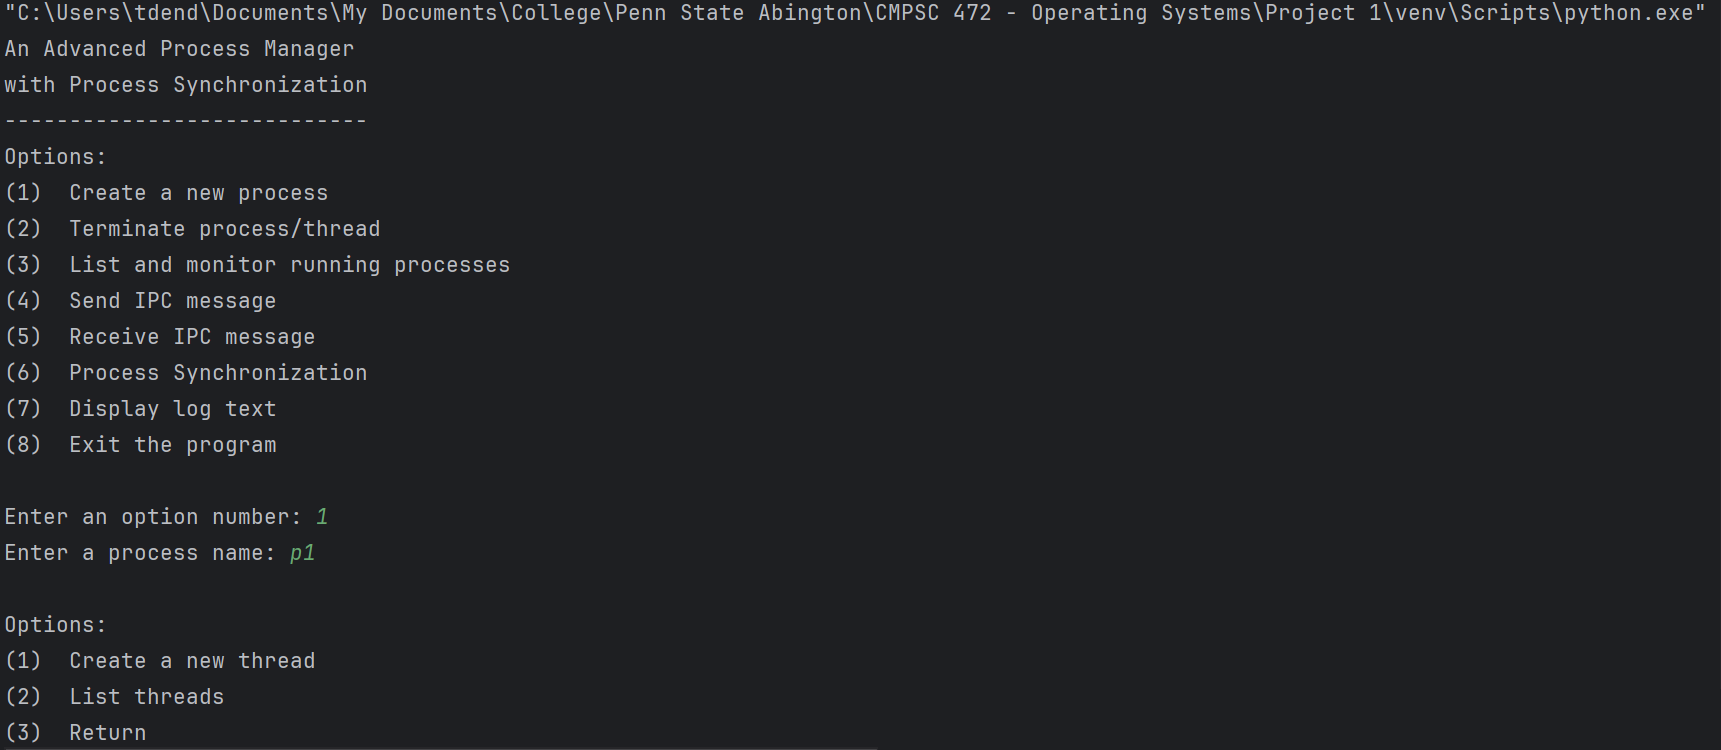 "C:\Users\tdend\Documents\My Documents\College\Penn State Abington\CMPSC 472 - Operating Systems\Project 1\venv\Scripts\python.exe"
An Advanced Process Manager
with Process Synchronization
----------------------------
Options:
(1)  Create a new process
(2)  Terminate process/thread
(3)  List and monitor running processes
(4)  Send IPC message
(5)  Receive IPC message
(6)  Process Synchronization
(7)  Display log text
(8)  Exit the program
Enter an option number: 1
Enter a process name: p1
Options:
(1)  Create a new thread
(2)  List threads
(3)  Return